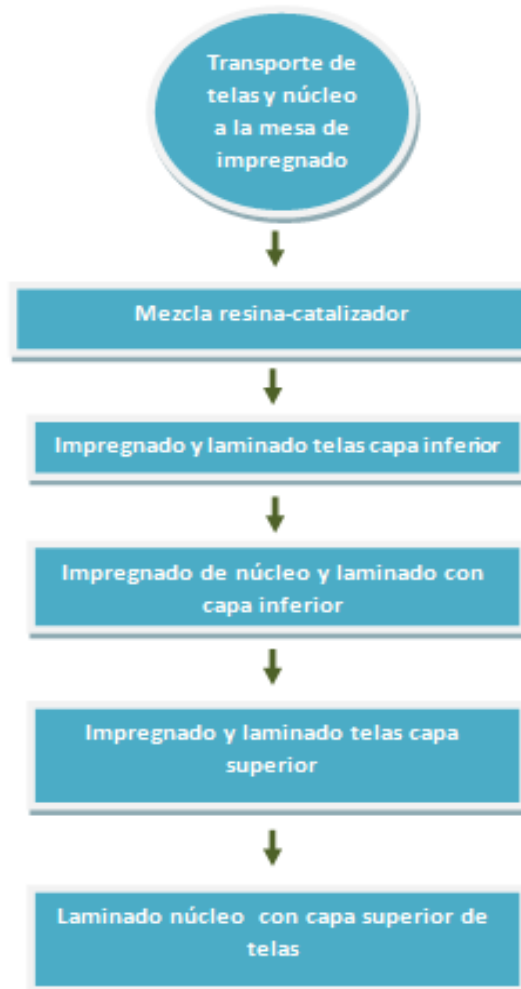 Transporte de
telas y núcleo
a la mesa de
impregnado
Mezcla resina-catalizador
Impregnado y laminado telas capa inferior
Impregnado de núcleo y laminado con
capa inferior
Impregnado y laminado telas capa
superior
Laminado núcleo con capa superior de
telas